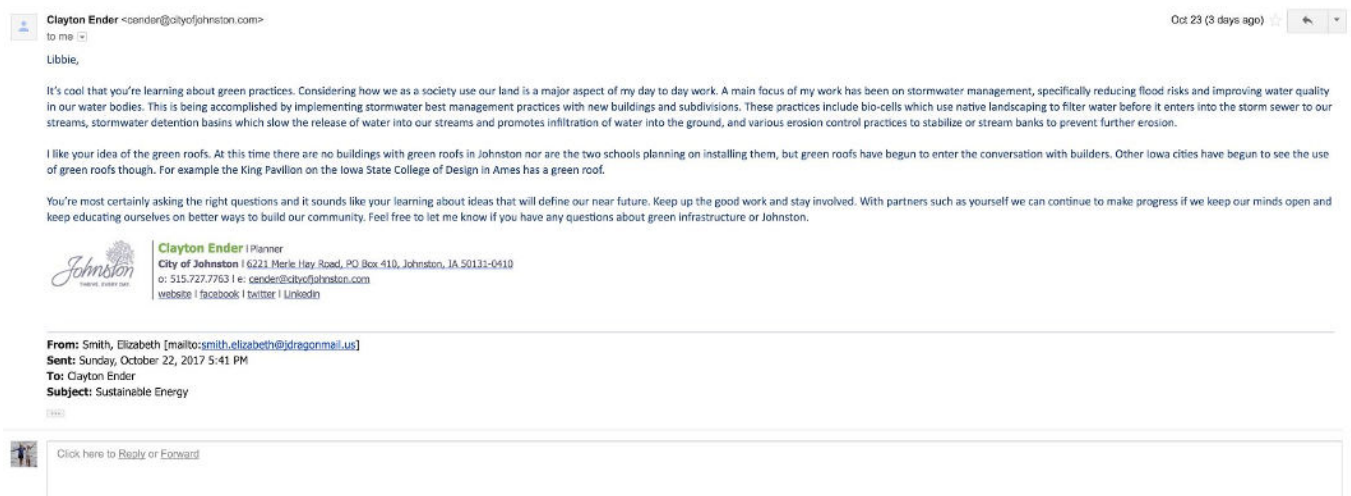 Clayton Ender <cender@cityofjohnston.com>
Oct 23 (3 days ago)
to me
Libbie,
It's cool that you're learning about green practices. Considering how we as a society use our land is a major aspect of my day to day work. A main focus of my work has been on stormwater management, specifically reducing flood risks and improving water quality
in our water bodies. This is being accomplished by implementing stormwater best management practices with new buildings and subdivisions. These practices include bio-cells which use native landscaping to filter water before it enters into the storm sewer to our
streams, stormwater detention basins which slow the release of water into our streams and promotes infiltration of water into the ground, and various erosion control practices to stabilize or stream banks to prevent further erosion.
I like your idea of the green roofs. At this time there are no buildings with green roofs in Johnston nor are the two schools planning on installing them, but green roofs have begun to enter the conversation with builders. Other Iowa cities have begun to see the use
of green roofs though. For example the King Pavilion on the Iowa State College of Design in Ames has a green roof.
You're most certainly asking the right questions and it sounds like your learning about ideas that will define our near future. Keep up the good work and stay involved. With partners such as yourself we can continue to make progress if we keep our minds open and
keep educating ourselves on better ways to build our community. Feel free to let me know if you have any questions about green infrastructure or Johnston.
Johnston
THRIVE. EVERY DAY.
Clayton Ender | Planner
City of Johnston | 6221 Merle Hay Road, PO Box 410, Johnston, IA 50131-0410
o: 515.727.7763 | e: cender@cityofjohnston.com
website | facebook | twitter | Linkedin
From: Smith, Elizabeth [mailto:smith.elizabeth@jdragonmail.us]
Sent: Sunday, October 22, 2017 5:41 PM
To: Clayton Ender
Subject: Sustainable Energy
Click here to Reply or Forward